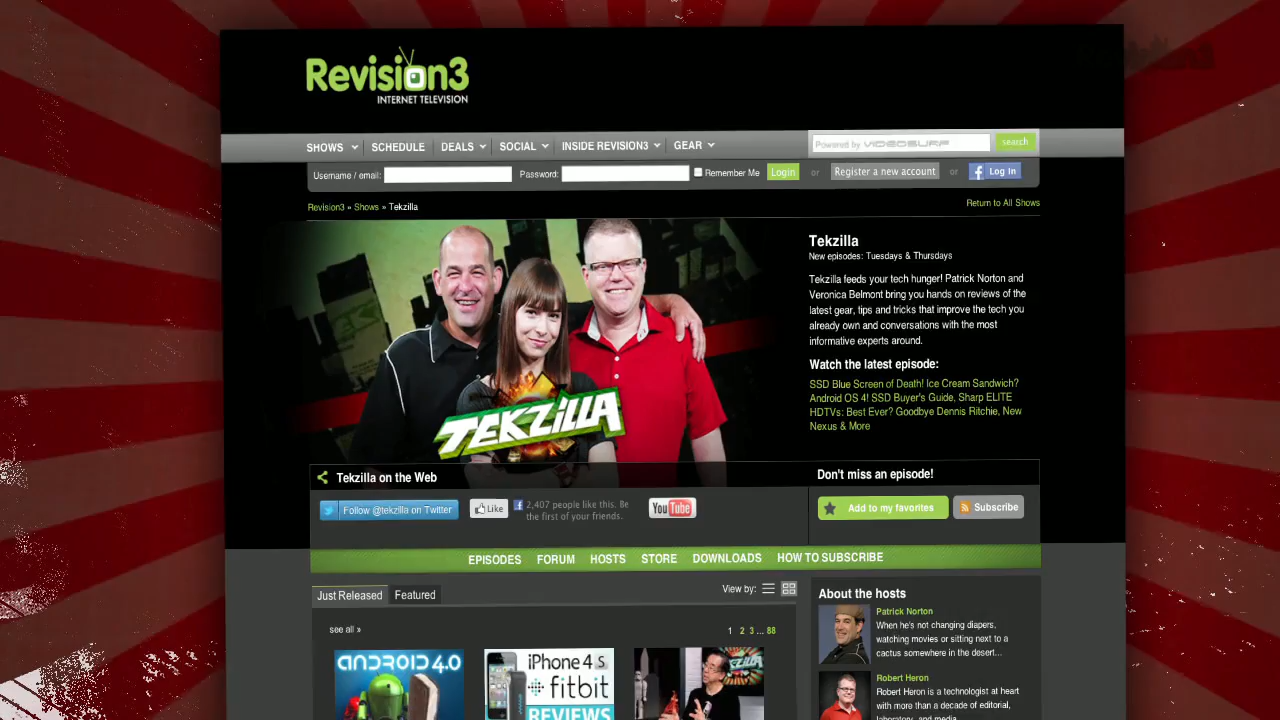 Revision3
INTERNET TELEVISION
SHOWS
SCHEDULE
DEALS
SOCIAL
INSIDE REVISION3
GEAR
Powered by VIDEOSURF
search
Username / email:
Password:
Remember Me
Login
or
Register a new account
or
f Log In
Revision3 » Shows » Tekzilla
Return to All Shows
Tekzilla
New episodes: Tuesdays & Thursdays
Tekzilla feeds your tech hunger! Patrick Norton and
Veronica Belmont bring you hands on reviews of the
latest gear, tips and tricks that improve the tech you
already own and conversations with the most
informative experts around.
Watch the latest episode:
SSD Blue Screen of Death! Ice Cream Sandwich?
Android OS 4! SSD Buyer's Guide, Sharp ELITE
HDTVs: Best Ever? Goodbye Dennis Ritchie, New
Nexus & More
TEKZILLA
Tekzilla on the Web
Don't miss an episode!
Follow @tekzilla on Twitter
Like
2,407 people like this. Be
the first of your friends.
YouTube
Add to my favorites
Subscribe
EPISODES
FORUM
HOSTS
STORE
DOWNLOADS
HOW TO SUBSCRIBE
Just Released
Featured
View by:
see all »
1 2 3 ... 88
ANDROID 4.0
iPhone 4S
+ fitbit
REVIEWS
TEKZILLA
About the hosts
Patrick Norton
When he's not changing diapers,
watching movies or sitting next to a
cactus somewhere in the desert...
Robert Heron
Robert Heron is a technologist at heart
with more than a decade of editorial,
laboratory, and media